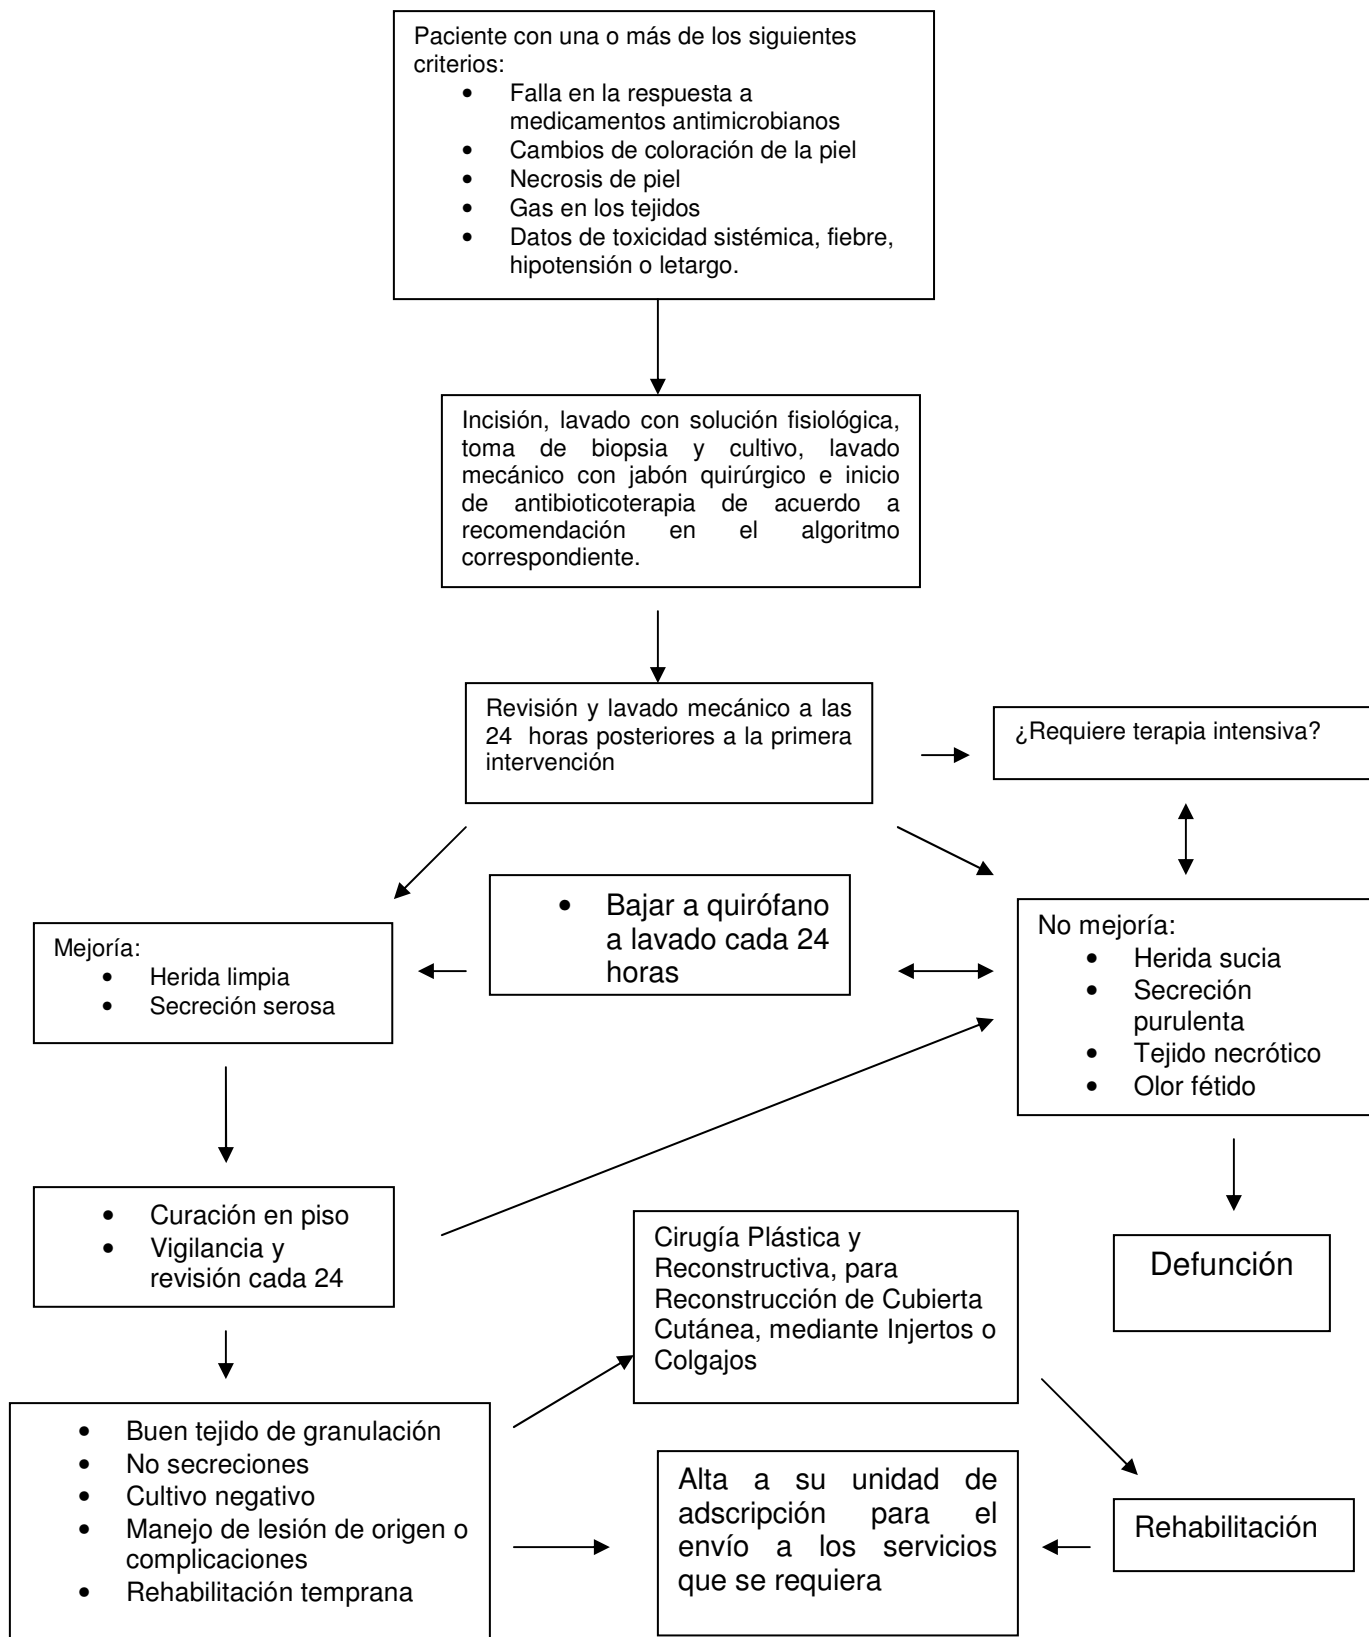 Paciente con una o más de los siguientes
criterios:
• Falla en la respuesta a
medicamentos antimicrobianos
• Cambios de coloración de la piel
• Necrosis de piel
• Gas en los tejidos
• Datos de toxicidad sistémica, fiebre,
hipotensión o letargo.
Incisión, lavado con solución fisiológica,
toma de biopsia y cultivo, lavado
mecánico con jabón quirúrgico e inicio
de antibioticoterapia de acuerdo a
recomendación en el algoritmo
correspondiente.
Revisión y lavado mecánico a las
24 horas posteriores a la primera
intervención
¿Requiere terapia intensiva?
• Bajar a quirófano
a lavado cada 24
horas
Mejoría:
• Herida limpia
• Secreción serosa
No mejoría:
• Herida sucia
• Secreción
purulenta
• Tejido necrótico
• Olor fétido
• Curación en piso
• Vigilancia y
revisión cada 24
Cirugía Plástica y
Reconstructiva, para
Reconstrucción de Cubierta
Cutánea, mediante Injertos o
Colgajos
Defunción
• Buen tejido de granulación
• No secreciones
• Cultivo negativo
• Manejo de lesión de origen o
complicaciones
• Rehabilitación temprana
Alta a su unidad de
adscripción para el
envío a los servicios
que se requiera
Rehabilitación